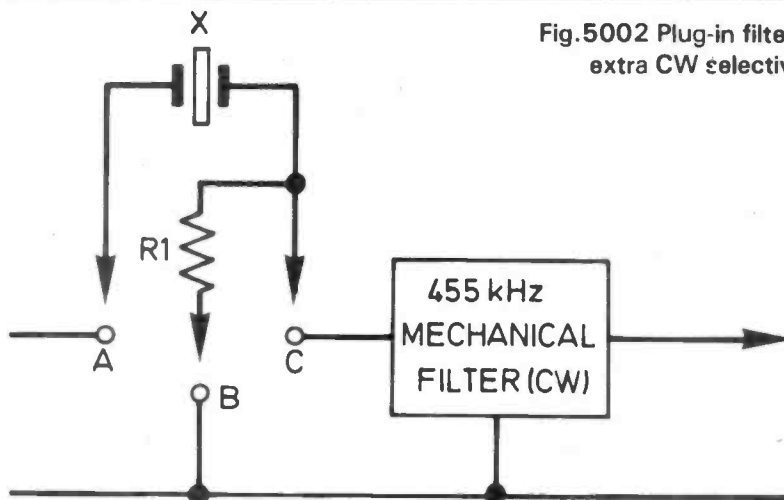 X
Fig.5002 Plug-in filte
extra CW selectiv
R1
A
B
C
455 kHz
MECHANICAL
FILTER (CW)